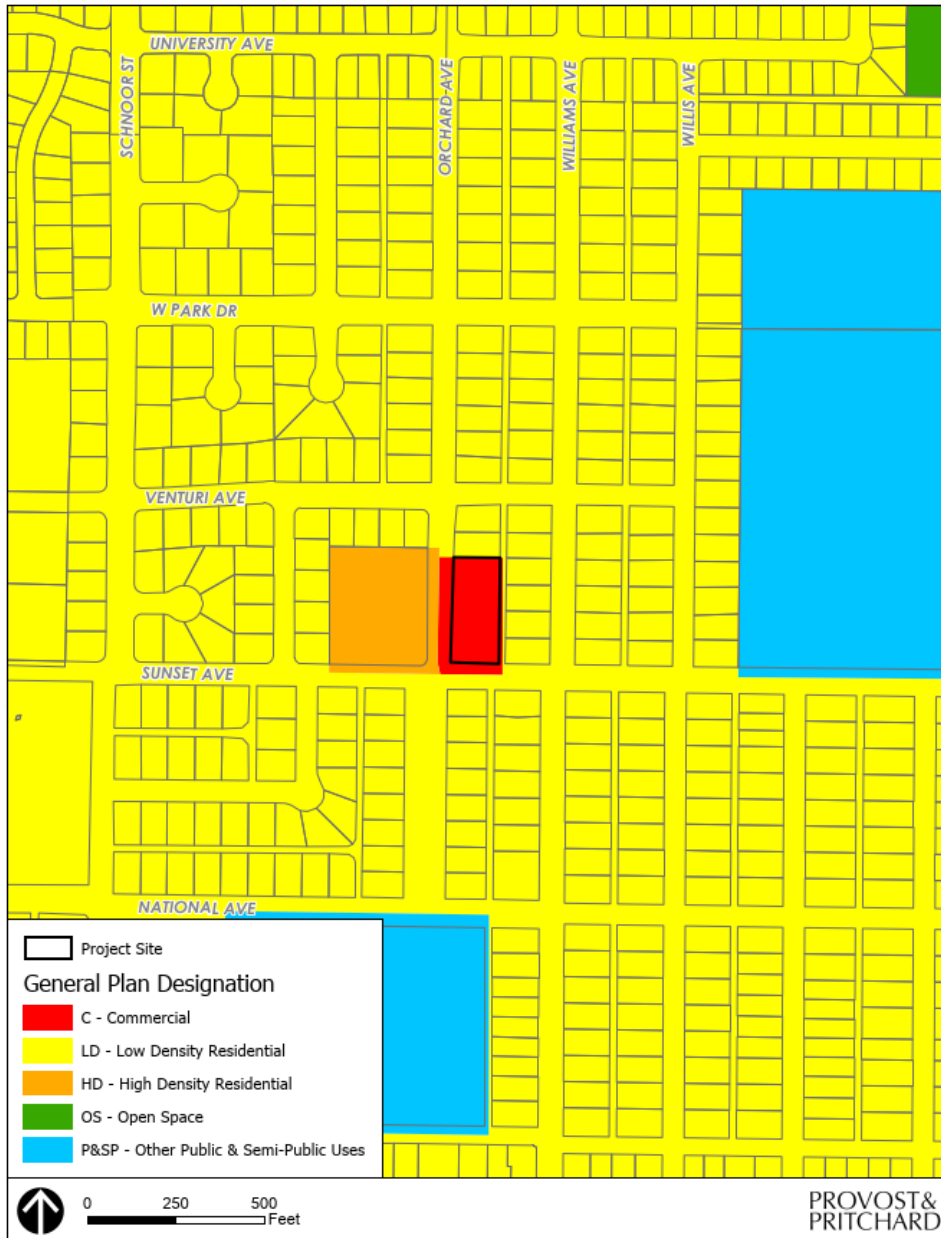 UNIVERSITY AVE
SCHNOOR ST
ORCHARD AVE
WILLIAMS AVE
WILLIS AVE
W PARK DR
VENTURI AVE
SUNSET AVE
NATIONAL AVE
Project Site
General Plan Designation
C - Commercial
LD - Low Density Residential
HD - High Density Residential
OS - Open Space
P&SP - Other Public & Semi-Public Uses
0 250 500
Feet
PROVOST&
PRITCHARD